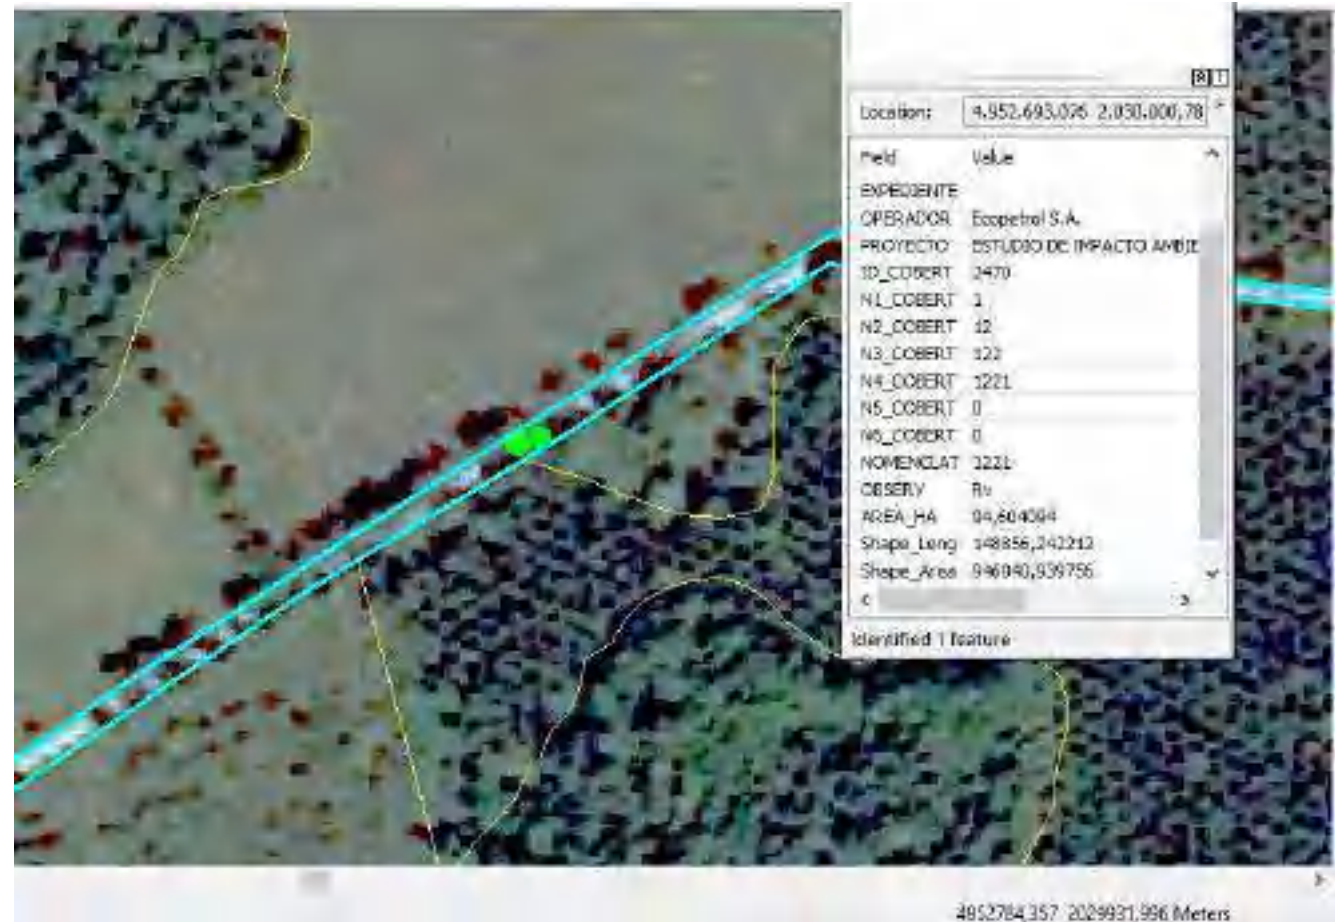 Location: 4.952.693,076 2.030.000,78
Field Value
EXPEDIENTE
OPERADOR Ecopetrol S.A.
PROYECTO ESTUDIO DE IMPACTO AMBIE
ID_COBERT 2470
N1_COBERT 1
N2_COBERT 12
N3_COBERT 122
N4_COBERT 1221
N5_COBERT 0
N6_COBERT 0
NOMENCLAT 1221
OBSERV Rv
AREA_HA 94,604094
Shape_Leng 148856,242212
Shape_Area 946040,939756
Identified 1 feature
4952784,357 2029931,996 Meters